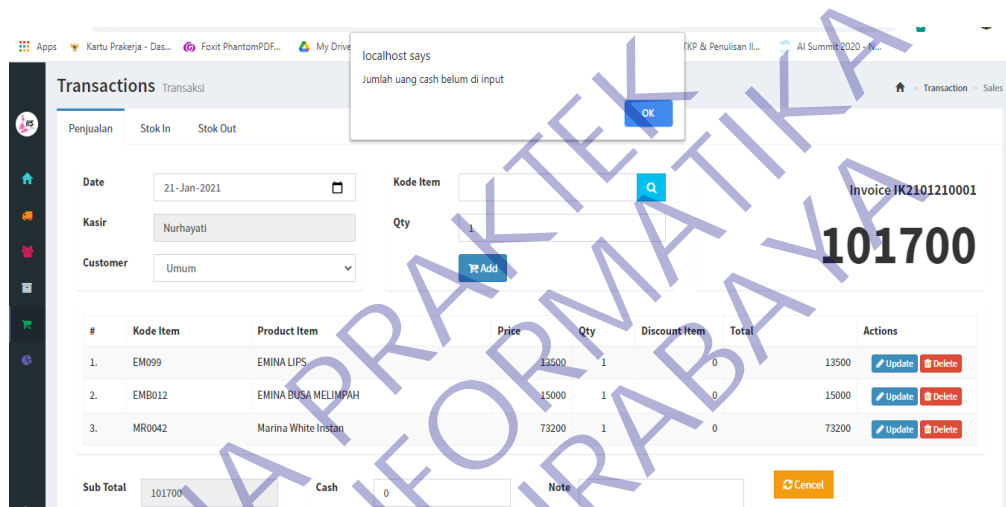 Apps Kartu Prakerja - Das... Foxit PhantomPDF... My Drive TKP & Penulisan Il... AI Summit 2020 - N...
localhost says
Jumlah uang cash belum di input
OK
Transactions Transaksi
Transaction > Sales
Penjualan Stok In Stok Out
Date 21-Jan-2021
Kasir Nurhayati
Customer Umum
Kode Item
Qty 1
Add
Invoice IK2101210001
101700
# Kode Item Product Item Price Qty Discount Item Total Actions
1. EM099 EMINA LIPS 13500 1 0 13500 Update Delete
2. EMB012 EMINA BUSA MELIMPAH 15000 1 0 15000 Update Delete
3. MR0042 Marina White Instan 73200 1 0 73200 Update Delete
Sub Total 101700 Cash 0 Note Cencel
PRAKTEK
FORMATIKA
RABAYA